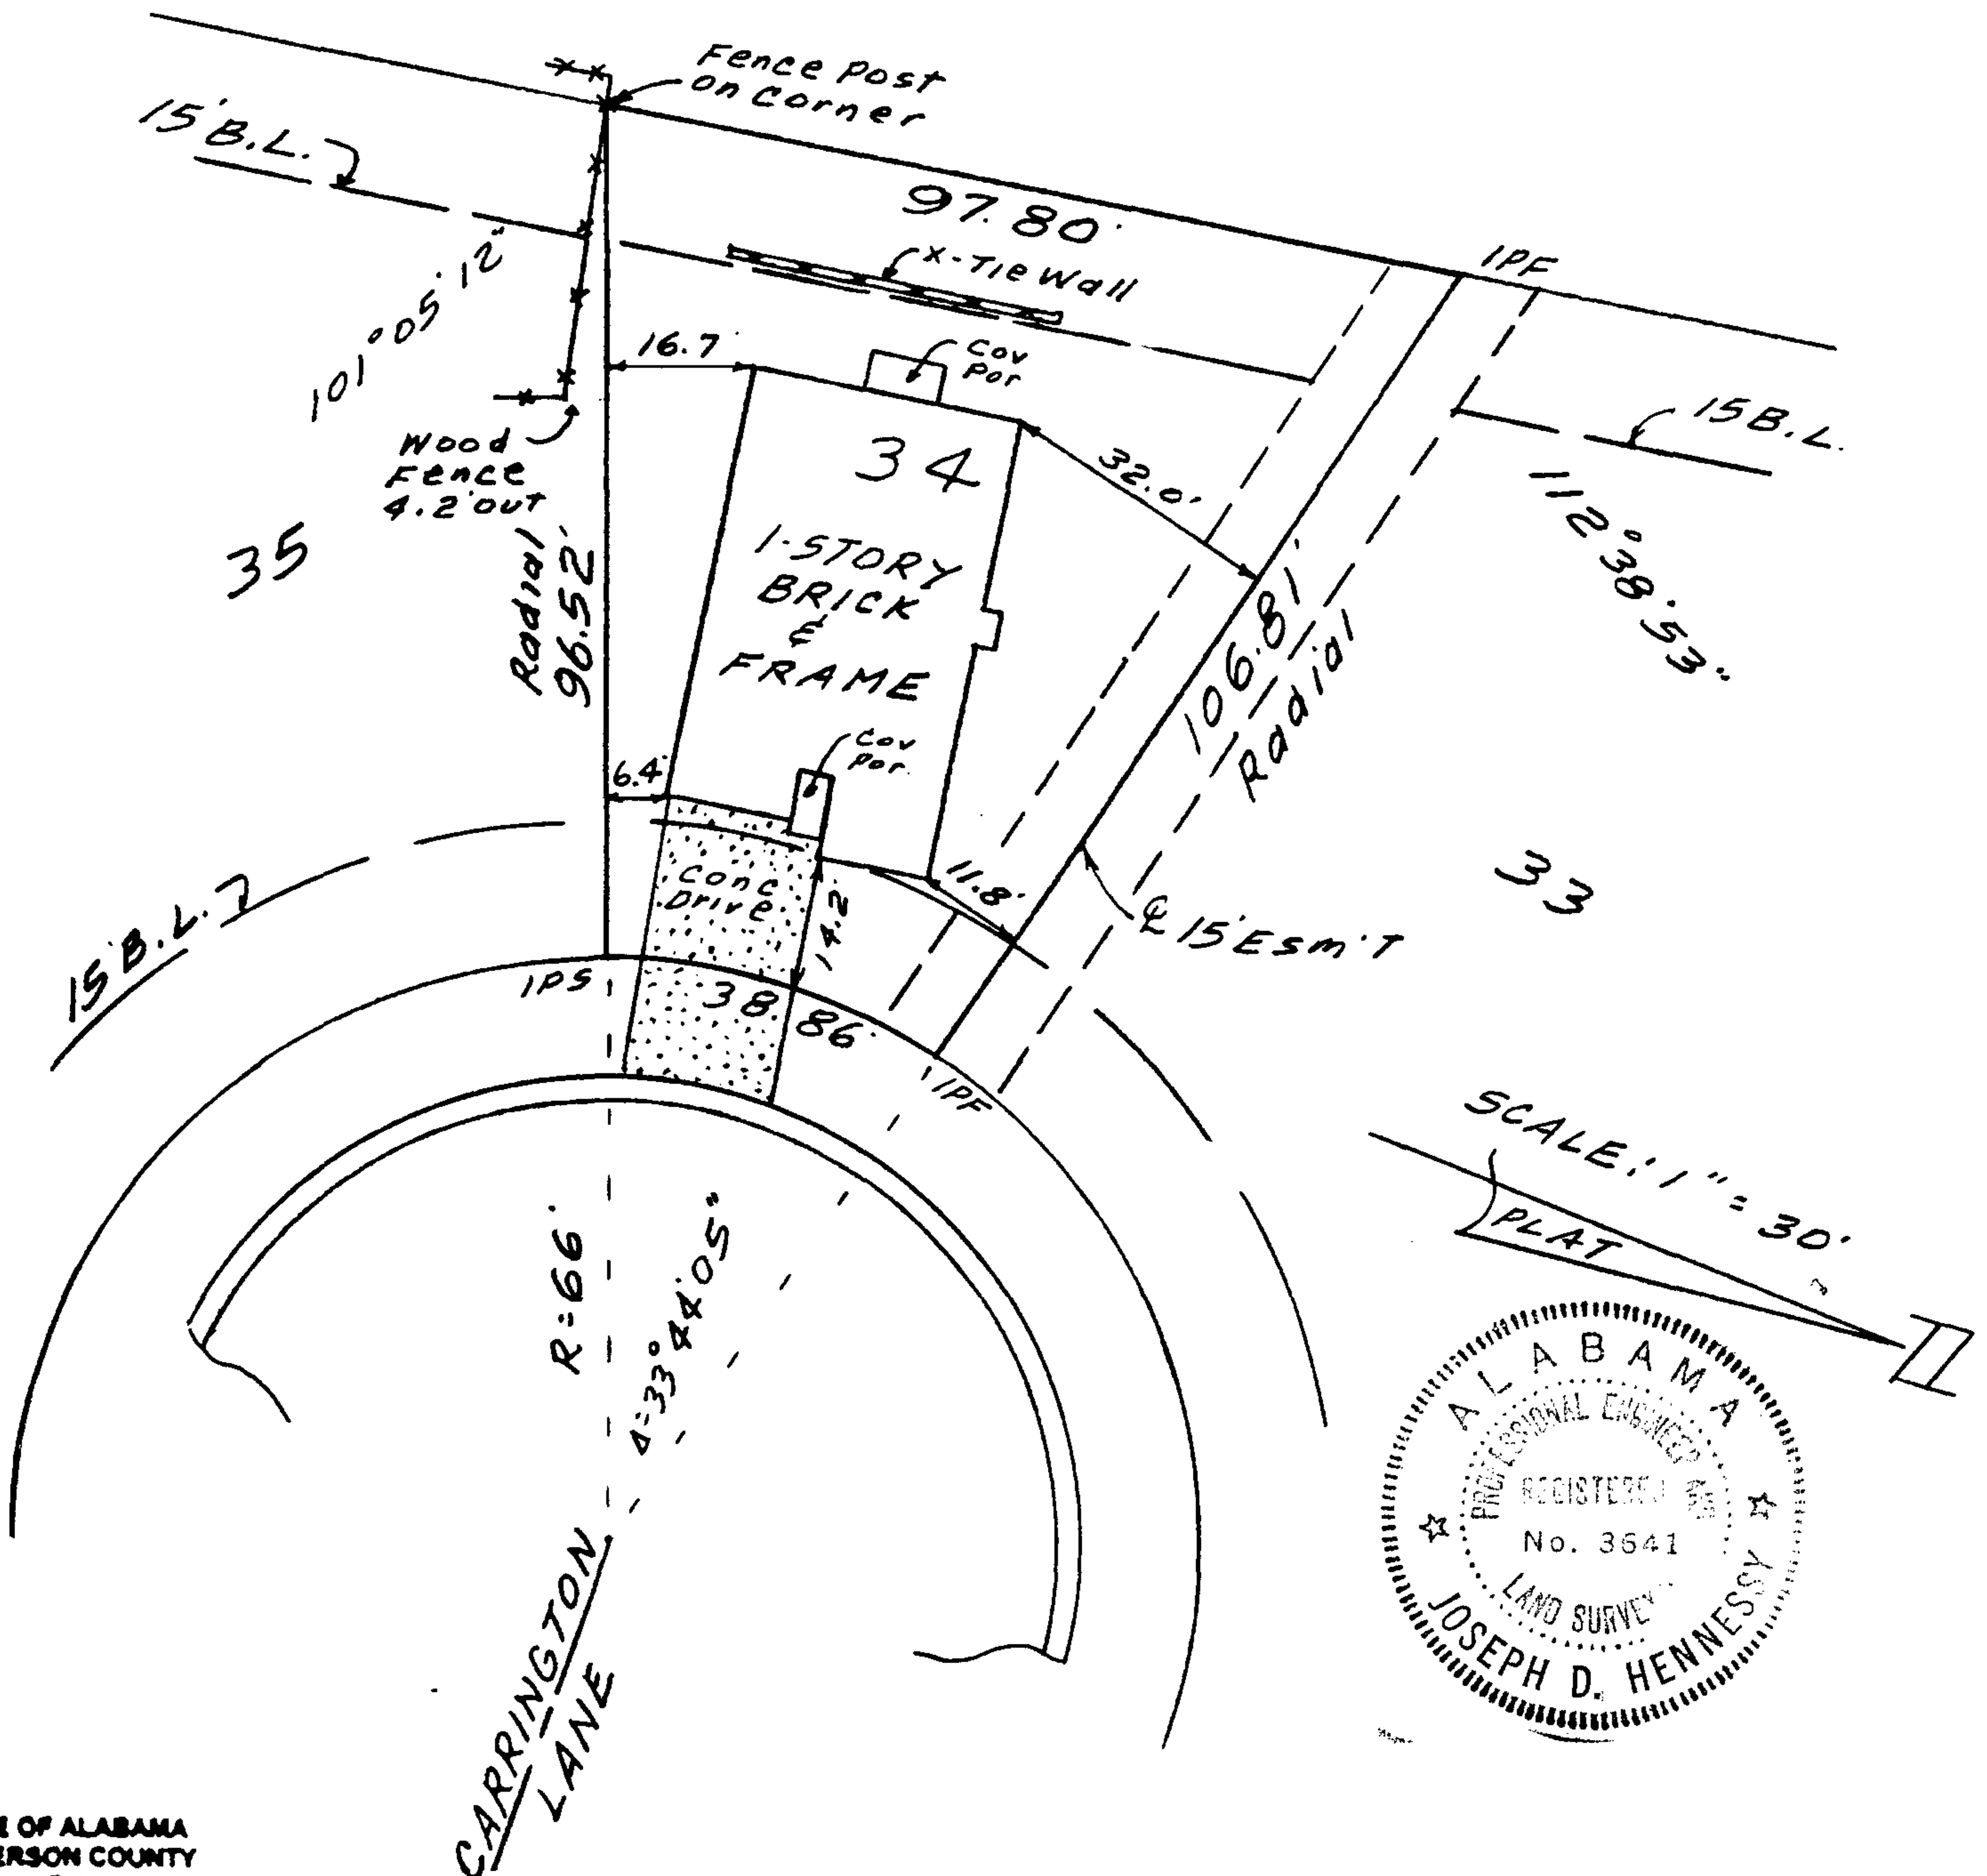 Fence Post
on Corner
15' B.L.
97.80'
X-Tie Wall
IPF
101°05'12"
16.7'
Cov
Por
15 B.L.
Wood
Fence
4.2' out
34
32.0'
112°38'53"
35
Radial
96.52'
1-STORY
BRICK
&
FRAME
106.81'
Radial
Cov
Por.
6.4'
33
Conc
Drive
11.8'
14.2'
℄ 15' Esm'T
15' B.L.
IPS
38.86'
IPF
SCALE: 1" = 30'
PLAT
R=66'
Δ=33°44'05"
CARRINGTON
LANE
ALABAMA
PROFESSIONAL ENGINEER
REGISTERED
No. 3641
LAND SURVEY
JOSEPH D. HENNESSY
E OF ALABAMA
ERSON COUNTY